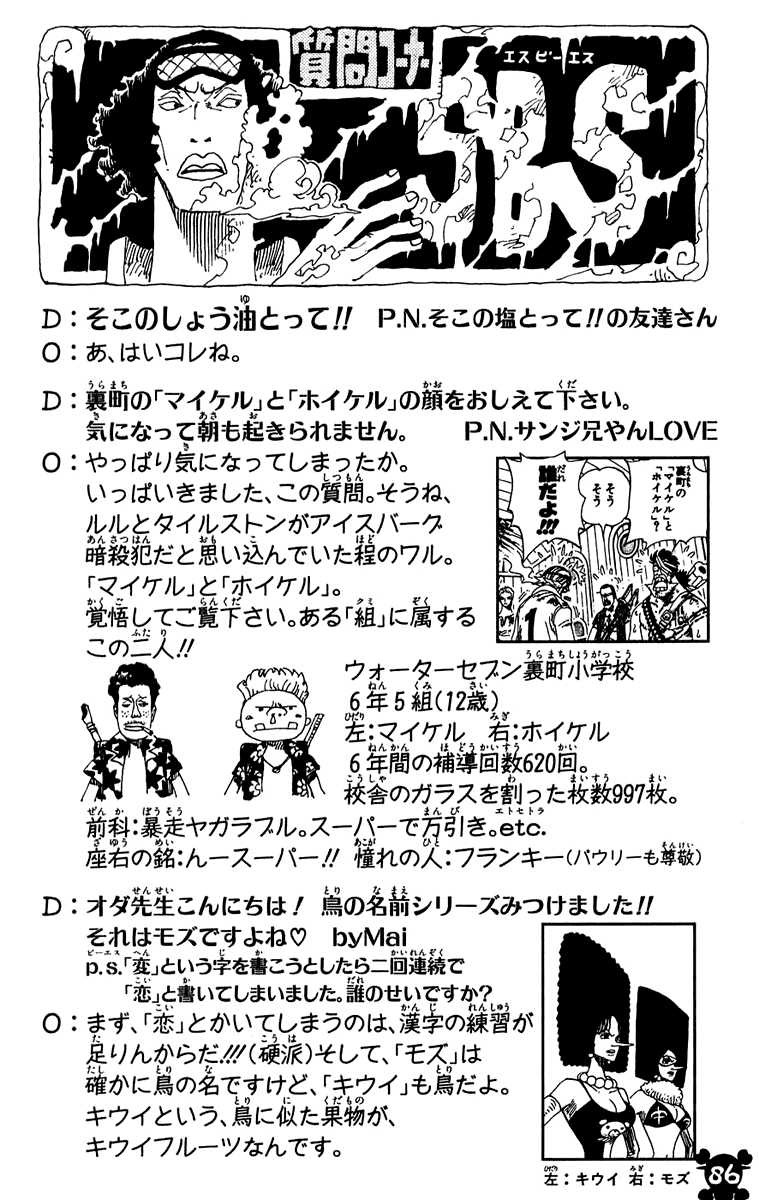 質問コーナー
エスビーエス
SBS
D:そこのしょう油とって!! P.N.そこの塩とって!!の友達さん
O:あ、はいコレね。
D:裏町の「マイケル」と「ホイケル」の顔をおしえて下さい。
気になって朝も起きられません。 P.N.サンジ兄やんLOVE
O:やっぱり気になってしまったか。
いっぱいきました、この質問。そうね、
ルルとタイルストンがアイスバーグ
暗殺犯だと思い込んでいた程のワル。
「マイケル」と「ホイケル」。
覚悟してご覧下さい。ある「組」に属する
この二人!!
裏町の
「マイケル」と
「ホイケル」?
そう
そう
誰だよ!!!
ウォーターセブン裏町小学校
6年5組(12歳)
左:マイケル 右:ホイケル
6年間の補導回数620回。
校舎のガラスを割った枚数997枚。
前科:暴走ヤガラブル。スーパーで万引き。etc.
座右の銘:んースーパー!! 憧れの人:フランキー(パウリーも尊敬)
D:オダ先生こんにちは! 鳥の名前シリーズみつけました!!
それはモズですよね♡ byMai
p.s.「変」という字を書こうとしたら二回連続で
「恋」と書いてしまいました。誰のせいですか?
O:まず、「恋」とかいてしまうのは、漢字の練習が
足りんからだ!!!(硬派)そして、「モズ」は
確かに鳥の名ですけど、「キウイ」も鳥だよ。
キウイという、鳥に似た果物が、
キウイフルーツなんです。
左:キウイ 右:モズ
86